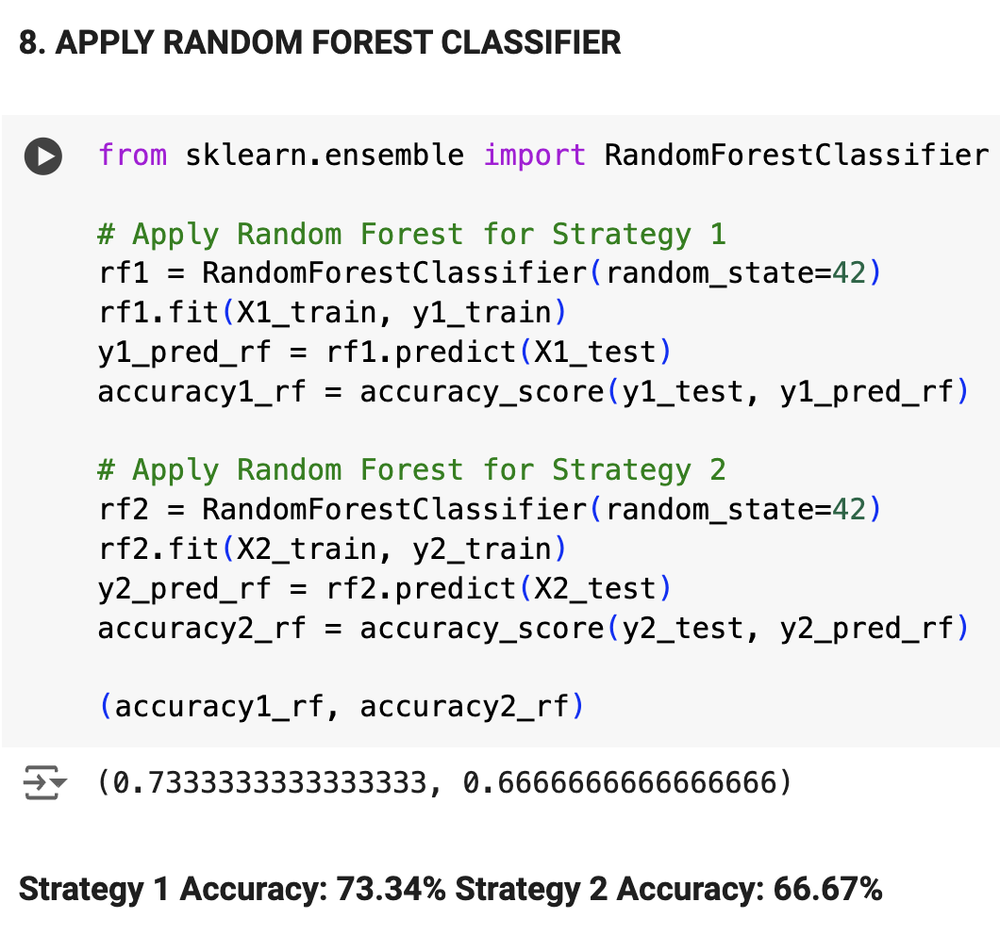 8. APPLY RANDOM FOREST CLASSIFIER
from sklearn.ensemble import RandomForestClassifier
# Apply Random Forest for Strategy 1
rf1 = RandomForestClassifier(random_state=42)
rf1.fit(X1_train, y1_train)
y1_pred_rf = rf1.predict(X1_test)
accuracy1_rf = accuracy_score(y1_test, y1_pred_rf)
# Apply Random Forest for Strategy 2
rf2 = RandomForestClassifier(random_state=42)
rf2.fit(X2_train, y2_train)
y2_pred_rf = rf2.predict(X2_test)
accuracy2_rf = accuracy_score(y2_test, y2_pred_rf)
(accuracy1_rf, accuracy2_rf)
(0.7333333333333333, 0.6666666666666666)
Strategy 1 Accuracy: 73.34% Strategy 2 Accuracy: 66.67%